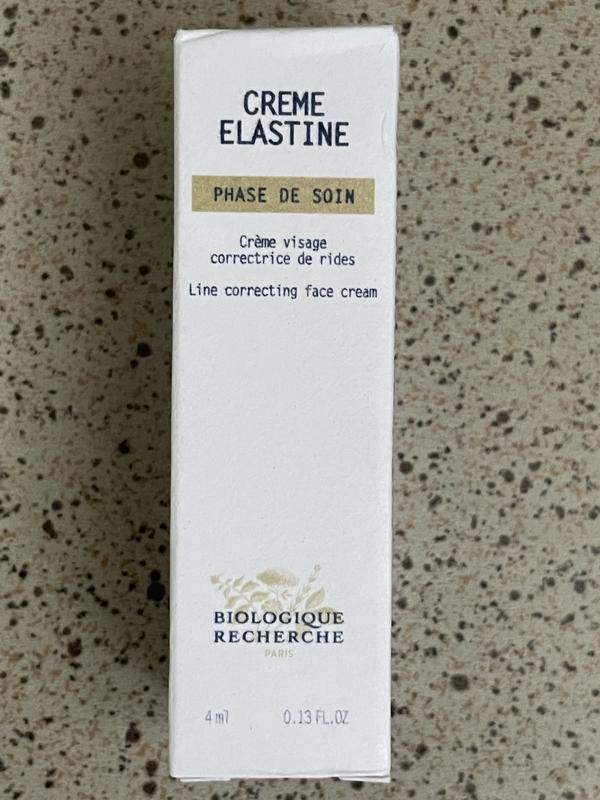 CREME
ELASTINE
PHASE DE SOIN
Crème visage
correctrice de rides
Line correcting face cream
BIOLOGIQUE
RECHERCHE
PARIS
4 ml 0.13 FL.OZ